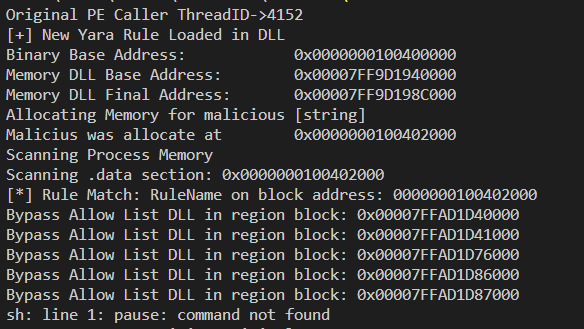 Original PE Caller ThreadID->4152
[+] New Yara Rule Loaded in DLL
Binary Base Address: 0x0000000100400000
Memory DLL Base Address: 0x00007FF9D1940000
Memory DLL Final Address: 0x00007FF9D198C000
Allocating Memory for malicious [string]
Malicius was allocate at 0x0000000100402000
Scanning Process Memory
Scanning .data section: 0x0000000100402000
[*] Rule Match: RuleName on block address: 0000000100402000
Bypass Allow List DLL in region block: 0x00007FFAD1D40000
Bypass Allow List DLL in region block: 0x00007FFAD1D41000
Bypass Allow List DLL in region block: 0x00007FFAD1D76000
Bypass Allow List DLL in region block: 0x00007FFAD1D86000
Bypass Allow List DLL in region block: 0x00007FFAD1D87000
sh: line 1: pause: command not found